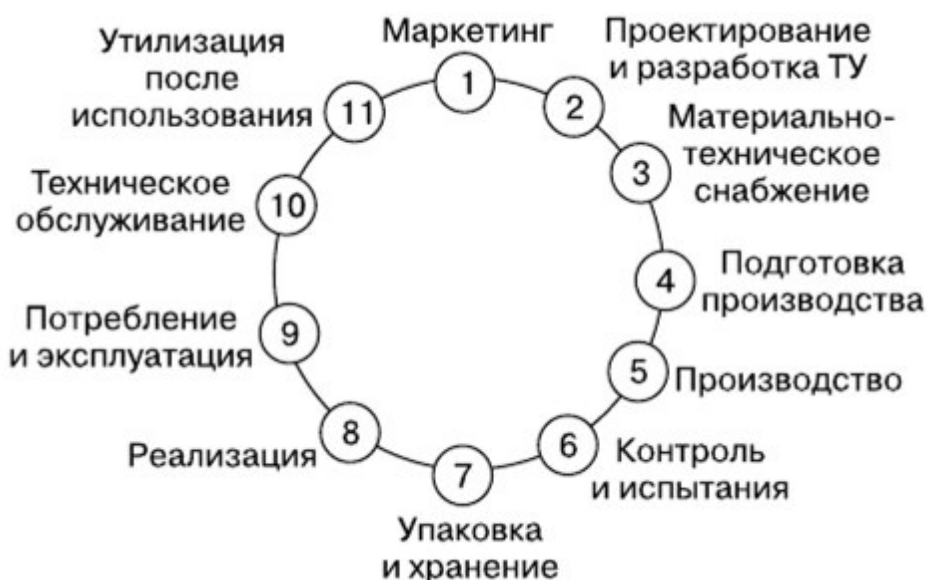 Маркетинг
1
Проектирование
и разработка ТУ
2
Материально-
техническое
снабжение
3
Подготовка
производства
4
Производство
5
Контроль
и испытания
6
Упаковка
и хранение
7
Реализация
8
Потребление
и эксплуатация
9
Техническое
обслуживание
10
Утилизация
после
использования
11